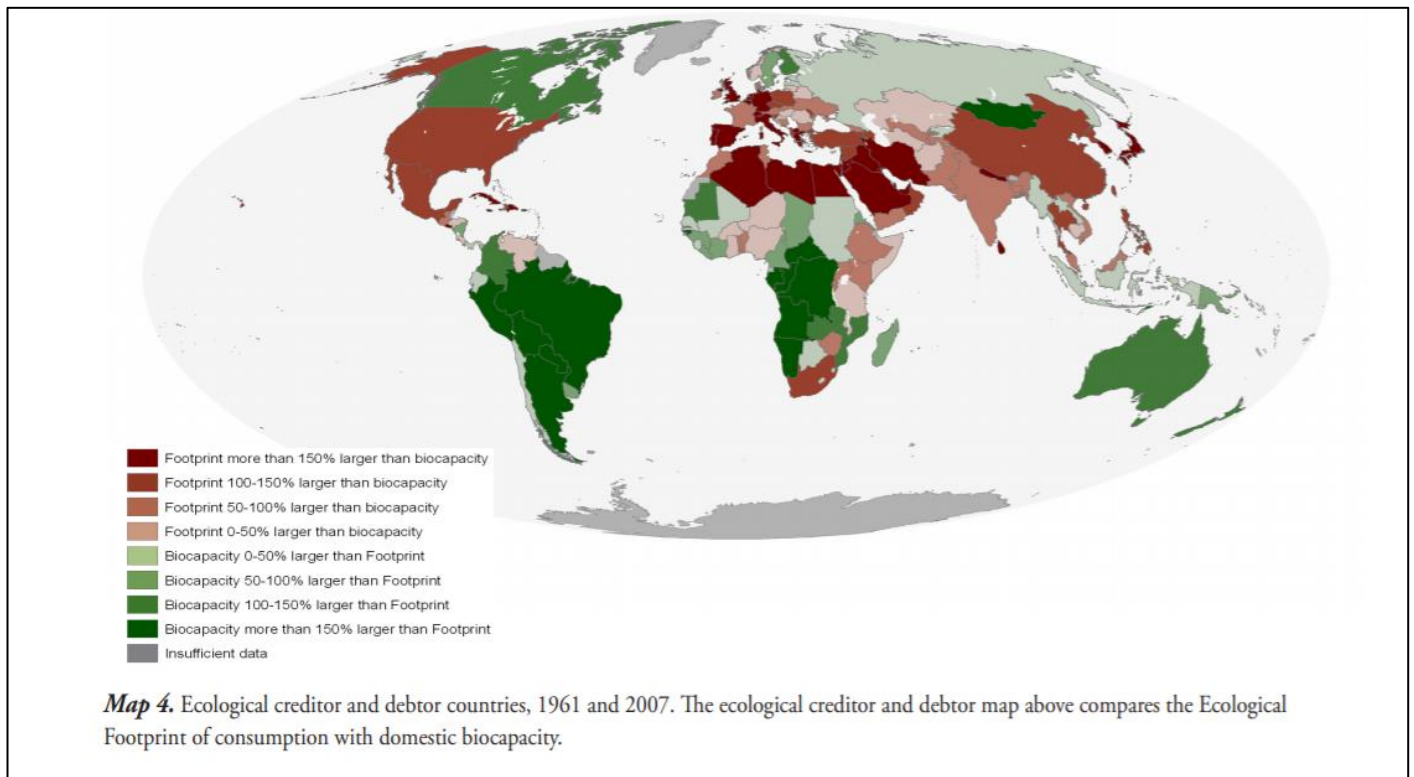 Footprint more than 150% larger than biocapacity
Footprint 100-150% larger than biocapacity
Footprint 50-100% larger than biocapacity
Footprint 0-50% larger than biocapacity
Biocapacity 0-50% larger than Footprint
Biocapacity 50-100% larger than Footprint
Biocapacity 100-150% larger than Footprint
Biocapacity more than 150% larger than Footprint
Insufficient data
Map 4. Ecological creditor and debtor countries, 1961 and 2007. The ecological creditor and debtor map above compares the Ecological
Footprint of consumption with domestic biocapacity.